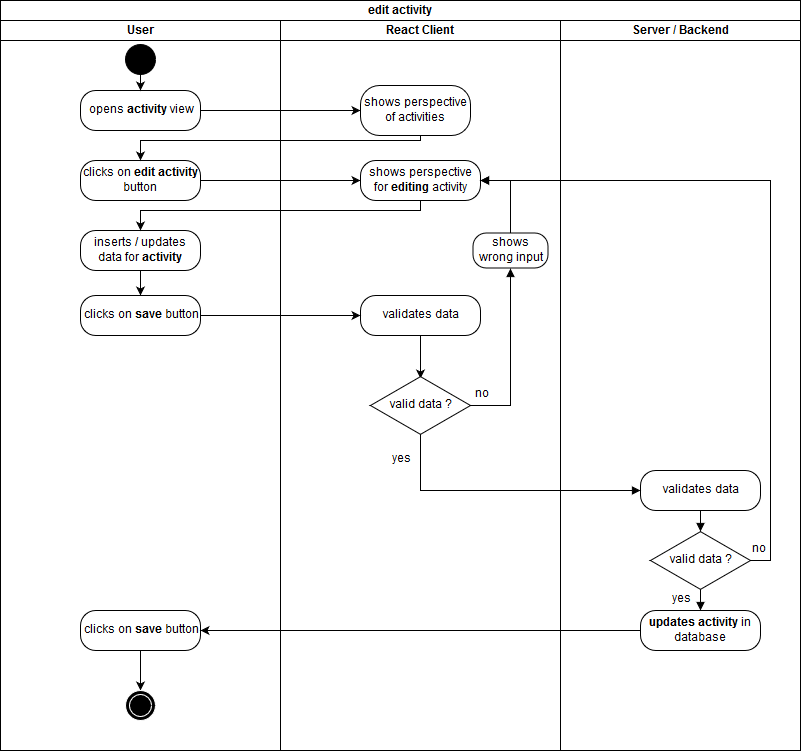 edit activity
User
React Client
Server / Backend
opens activity view
shows perspective
of activities
clicks on edit activity
button
shows perspective
for editing activity
inserts / updates
data for activity
shows
wrong input
clicks on save button
validates data
valid data ?
no
yes
validates data
valid data ?
no
yes
clicks on save button
updates activity in
database